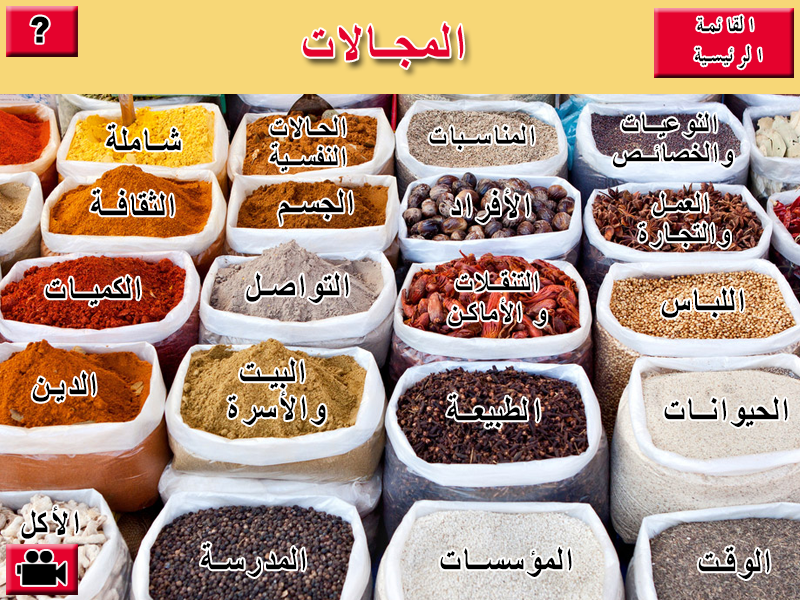 القائمة
الرئيسية
المجالات
?
النوعيات
والخصائص
المناسبات
الحالات
النفسية
شاملة
العمل
والتجارة
الأفراد
الجسم
الثقافة
اللباس
التنقلات
و الأماكن
التواصل
الكميات
الحيوانات
الطبيعة
البيت
والأسرة
الدين
الوقت
المؤسسات
المدرسة
الأكل